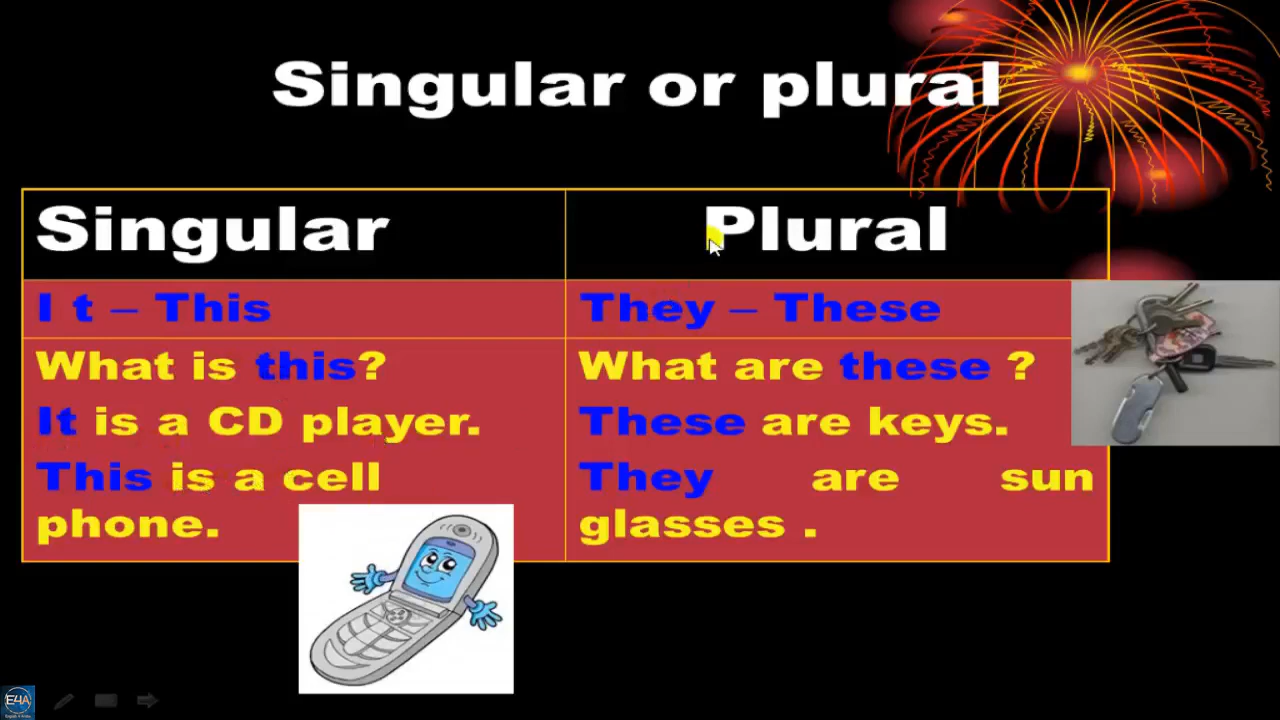 Singular or plural
Singular
Plural
I t – This
They – These
What is this?
It is a CD player.
This is a cell
phone.
What are these ?
These are keys.
They are sun
glasses .
E4A